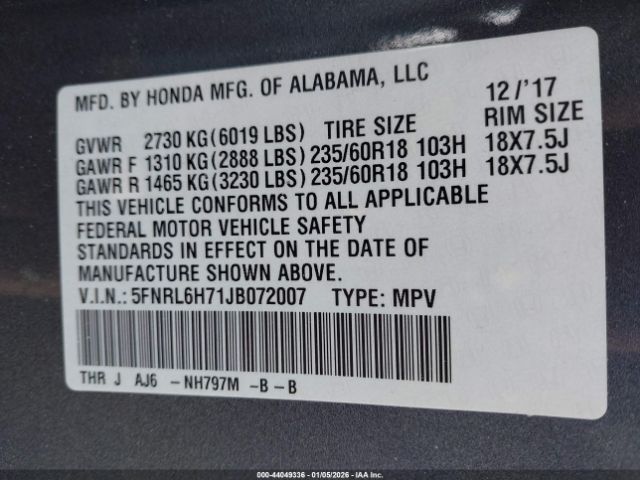 MFD. BY HONDA MFG. OF ALABAMA, LLC 12/'17
GVWR 2730 KG(6019 LBS) TIRE SIZE RIM SIZE
GAWR F 1310 KG(2888 LBS) 235/60R18 103H 18X7.5J
GAWR R 1465 KG(3230 LBS) 235/60R18 103H 18X7.5J
THIS VEHICLE CONFORMS TO ALL APPLICABLE
FEDERAL MOTOR VEHICLE SAFETY
STANDARDS IN EFFECT ON THE DATE OF
MANUFACTURE SHOWN ABOVE.
V.I.N.: 5FNRL6H71JB072007 TYPE: MPV
THR J AJ6 -NH797M -B-B
000-44049336 - 01/05/2026 - IAA Inc.